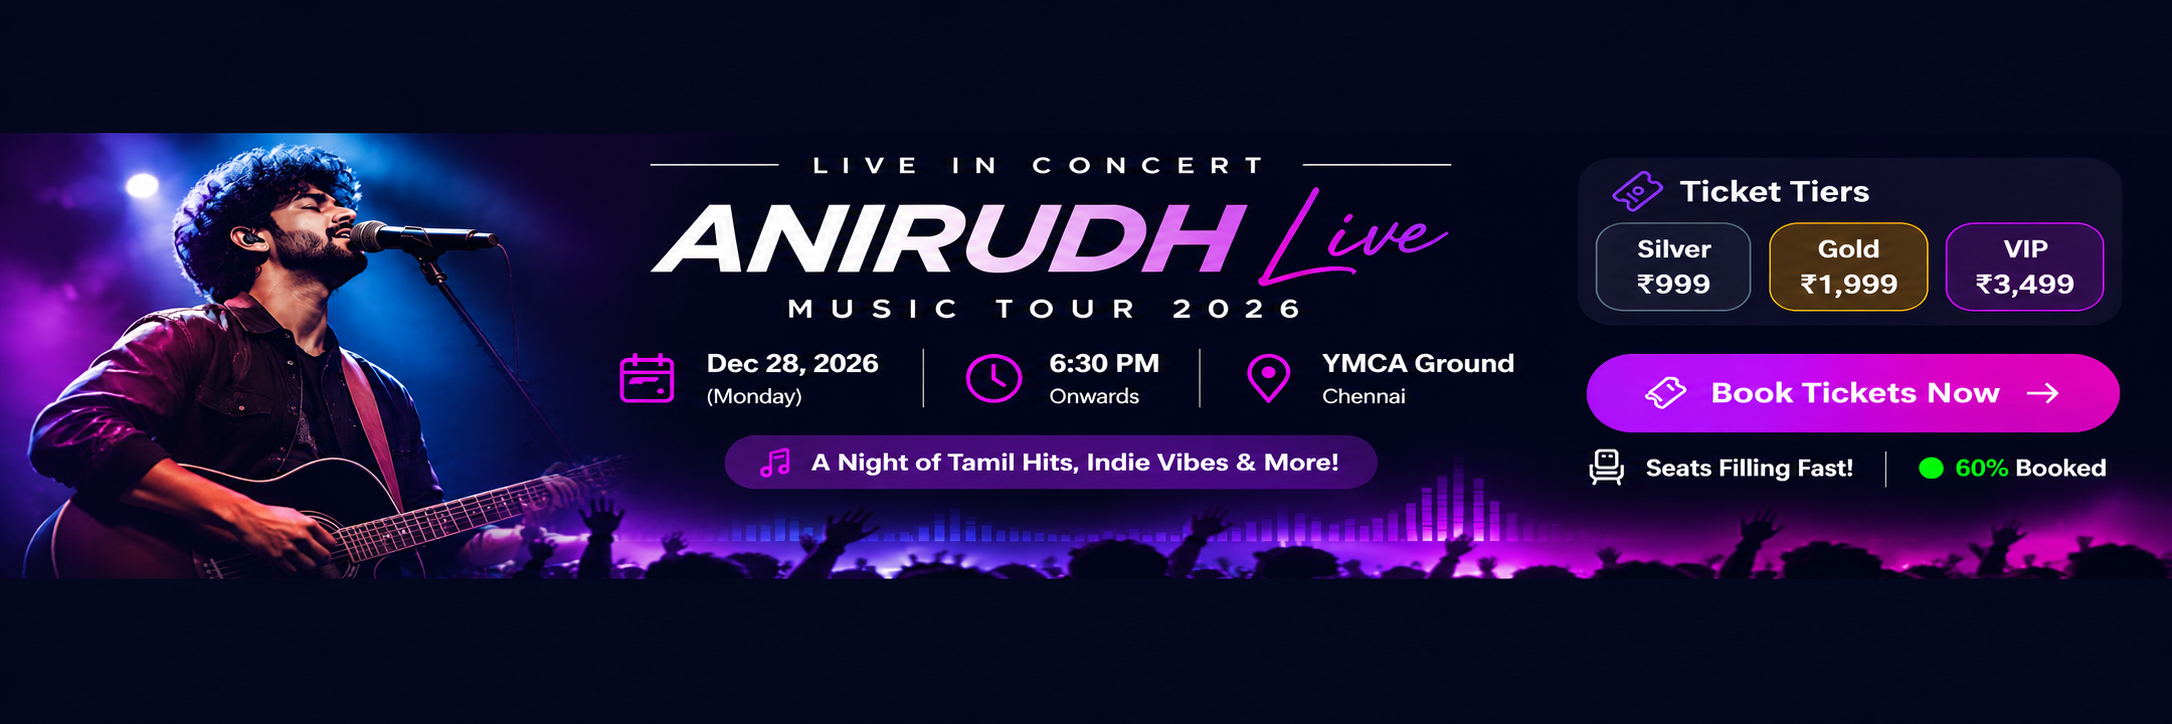 LIVE IN CONCERT
ANIRUDH Live
MUSIC TOUR 2026
Dec 28, 2026
(Monday)
6:30 PM
Onwards
YMCA Ground
Chennai
A Night of Tamil Hits, Indie Vibes & More!
Ticket Tiers
Silver
₹999
Gold
₹1,999
VIP
₹3,499
Book Tickets Now →
Seats Filling Fast!
60% Booked